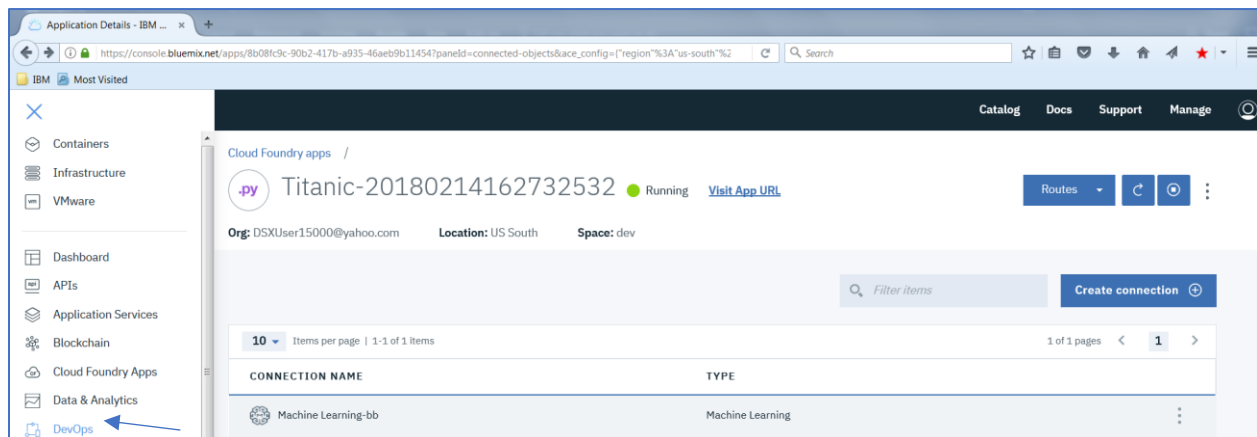 Application Details - IBM ... × +
https://console.bluemix.net/apps/8b08fc9c-90b2-417b-a935-46aeb9b11454?paneId=connected-objects&ace_config={"region"%3A"us-south"%2 Search
IBM Most Visited
Catalog Docs Support Manage
Containers
Infrastructure
vm VMware
Dashboard
api APIs
Application Services
Blockchain
Cloud Foundry Apps
Data & Analytics
DevOps
Cloud Foundry apps /
.py Titanic-20180214162732532 Running Visit App URL
Routes
Org: DSXUser15000@yahoo.com Location: US South Space: dev
Filter items
Create connection
10 Items per page | 1-1 of 1 items 1 of 1 pages < 1 >
CONNECTION NAME TYPE
Machine Learning-bb Machine Learning